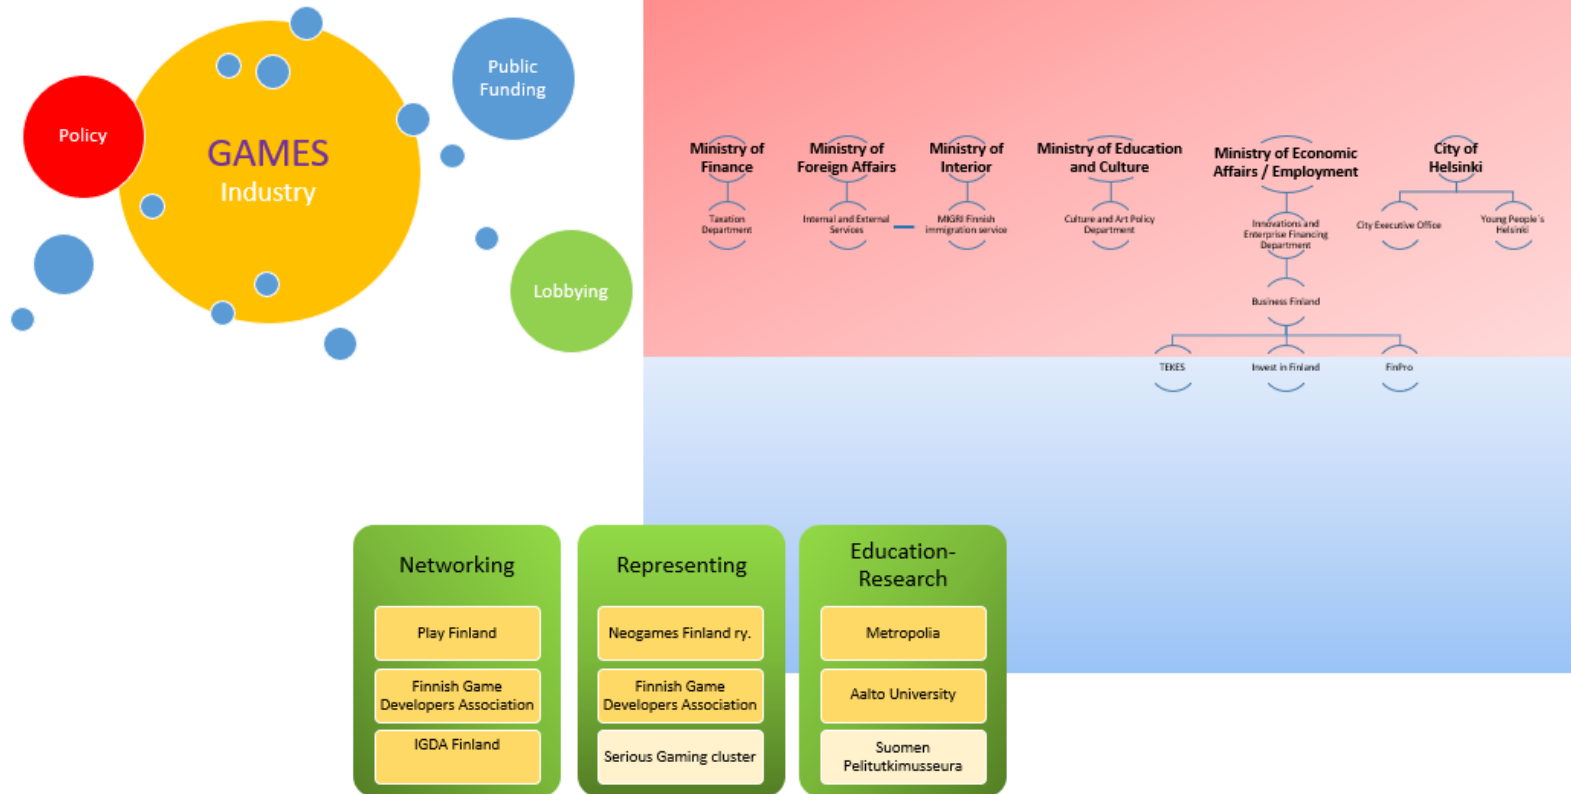 Public
Funding
Policy
GAMES
Industry
Lobbying
Ministry of
Finance
Taxation
Department
Ministry of
Foreign Affairs
Internal and External
Services
Ministry of
Interior
MIGRI Finnish
immigration service
Ministry of Education
and Culture
Culture and Art Policy
Department
Ministry of Economic
Affairs / Employment
Innovations and
Enterprise Financing
Department
Business Finland
TEKES
Invest in Finland
FinPro
City of
Helsinki
City Executive Office
Young People´s
Helsinki
Networking
Play Finland
Finnish Game
Developers Association
IGDA Finland
Representing
Neogames Finland ry.
Finnish Game
Developers Association
Serious Gaming cluster
Education-
Research
Metropolia
Aalto University
Suomen
Pelitutkimusseura